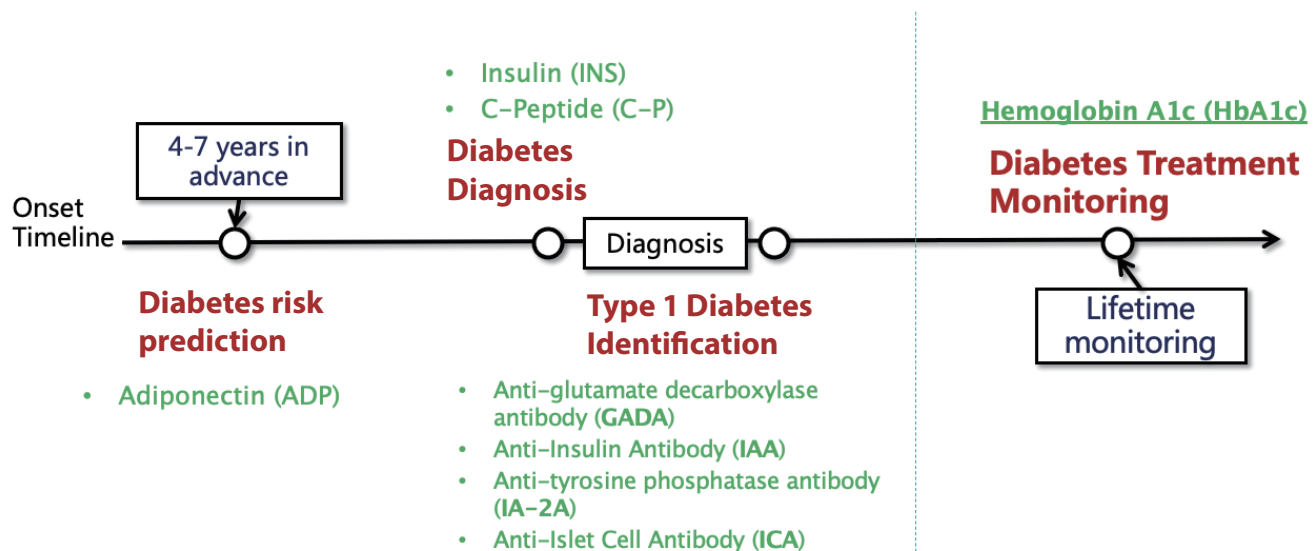 • Insulin (INS)
• C-Peptide (C-P)
Diabetes
Diagnosis
4-7 years in
advance
Onset
Timeline
Diabetes risk
prediction
• Adiponectin (ADP)
Diagnosis
Type 1 Diabetes
Identification
• Anti-glutamate decarboxylase
antibody (GADA)
• Anti-Insulin Antibody (IAA)
• Anti-tyrosine phosphatase antibody
(IA-2A)
• Anti-Islet Cell Antibody (ICA)
Hemoglobin A1c (HbA1c)
Diabetes Treatment
Monitoring
Lifetime
monitoring